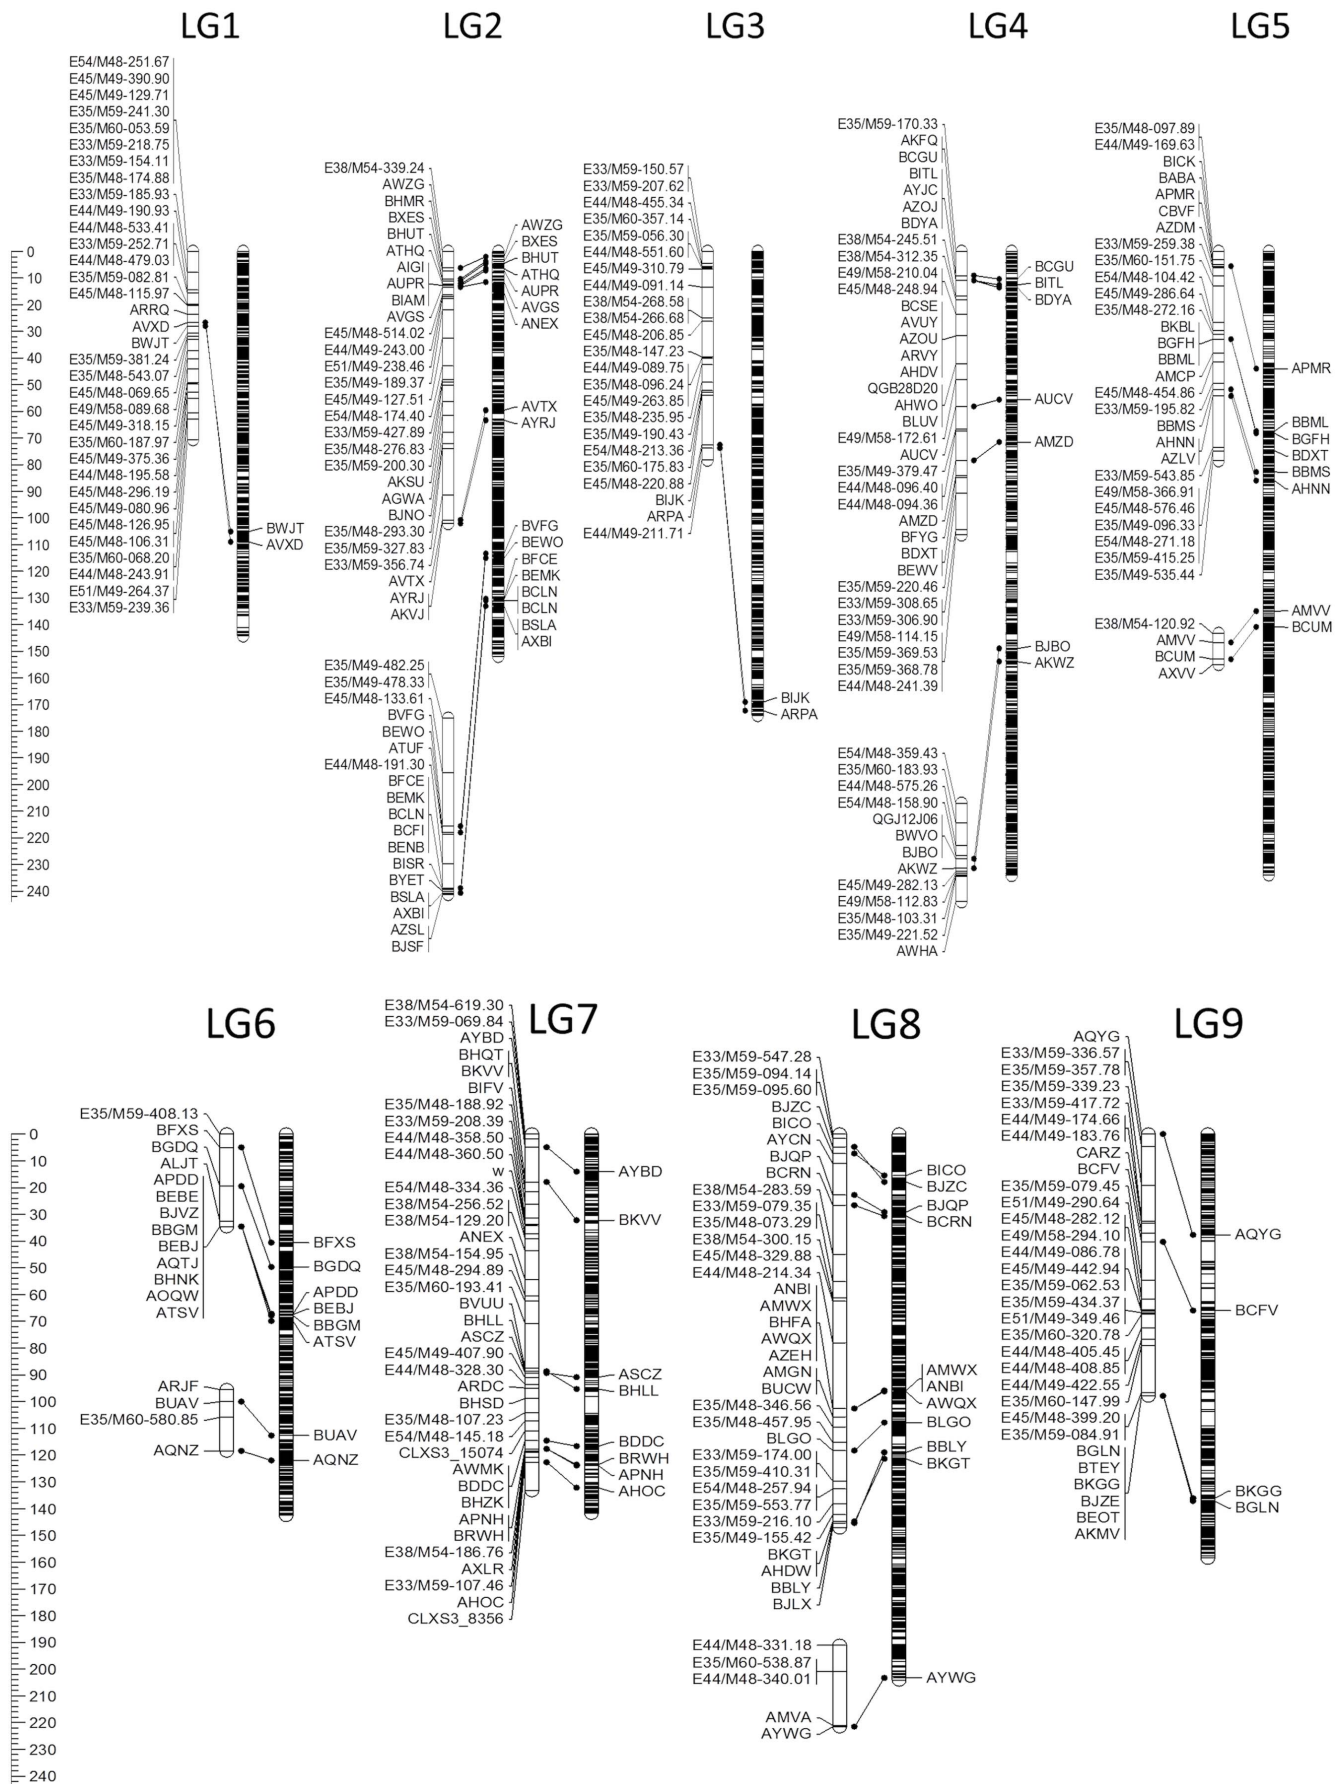 LG1
LG2
LG3
LG4
LG5
E54/M48-251.67
E45/M48-390.90
E45/M49-129.71
E35/M59-241.30
E35/M60-053.59
E33/M59-218.75
E33/M59-154.11
E35/M48-174.88
E33/M59-185.93
E44/M49-190.93
E44/M48-533.41
E33/M59-252.71
E44/M48-479.03
E35/M59-082.81
E45/M48-115.97
ARRQ
AVXD
BWJT
E35/M59-381.24
E35/M48-543.07
E45/M48-069.65
E49/M58-089.68
E45/M49-318.15
E35/M60-187.97
E45/M49-375.36
E44/M48-195.58
E45/M48-296.19
E45/M49-080.96
E45/M48-126.95
E45/M48-106.31
E35/M60-068.20
E44/M48-243.91
E51/M49-264.37
E33/M59-239.36
BWJT
AVXD
E38/M54-339.24
AWZG
BHMR
BXES
BHUT
ATHQ
AIGI
AUPR
BIAM
AVGS
E45/M48-514.02
E44/M49-243.00
E51/M49-238.46
E35/M49-189.37
E45/M49-127.51
E54/M48-174.40
E33/M59-427.89
E35/M48-276.83
E35/M59-200.30
AKSU
AGWA
BJNO
E35/M48-293.30
E35/M59-327.83
E33/M59-356.74
AVTX
AYRJ
AKVJ
E35/M49-482.25
E35/M49-478.33
E45/M48-133.61
BVFG
BEWO
ATUF
E44/M48-191.30
BFCE
BEMK
BCLN
BCFI
BENB
BISR
BYET
BSLA
AXBI
AZSL
BJSF
AWZG
BXES
BHUT
ATHQ
AUPR
AVGS
ANEX
AVTX
AYRJ
BVFG
BEWO
BFCE
BEMK
BCLN
BCLN
BSLA
AXBI
E33/M59-150.57
E33/M59-207.62
E44/M48-455.34
E35/M60-357.14
E35/M59-056.30
E44/M48-551.60
E45/M49-310.79
E44/M49-091.14
E38/M54-268.58
E38/M54-266.68
E45/M48-206.85
E35/M48-147.23
E44/M49-089.75
E35/M48-096.24
E45/M49-263.85
E35/M48-235.95
E35/M49-190.43
E54/M48-213.36
E35/M60-175.83
E45/M48-220.88
BIJK
ARPA
E44/M49-211.71
BIJK
ARPA
E35/M59-170.33
AKFQ
BCGU
BITL
AYJC
AZOJ
BDYA
E38/M54-245.51
E38/M54-312.35
E49/M58-210.04
E45/M48-248.94
BCSE
AVUY
AZOU
ARVY
AHDV
QGB28D20
AHWO
BLUV
E49/M58-172.61
AUCV
E35/M49-379.47
E44/M48-096.40
E44/M48-094.36
AMZD
BFYG
BDXT
BEWV
E35/M59-220.46
E33/M59-308.65
E33/M59-306.90
E49/M58-114.15
E35/M59-369.53
E35/M59-368.78
E44/M48-241.39
E54/M48-359.43
E35/M60-183.93
E44/M48-575.26
E54/M48-158.90
QGJ12J06
BWVO
BJBO
AKWZ
E45/M49-282.13
E49/M58-112.83
E35/M48-103.31
E35/M49-221.52
AWHA
BCGU
BITL
BDYA
AUCV
AMZD
BJBO
AKWZ
E35/M48-097.89
E44/M49-169.63
BICK
BABA
APMR
CBVF
AZDM
E33/M59-259.38
E35/M60-151.75
E54/M48-104.42
E45/M49-286.64
E35/M48-272.16
BKBL
BGFH
BBML
AMCP
E45/M48-454.86
E33/M59-195.82
BBMS
AHNN
AZLV
E33/M59-543.85
E49/M58-366.91
E45/M48-576.46
E35/M49-096.33
E54/M48-271.18
E35/M59-415.25
E35/M49-535.44
E38/M54-120.92
AMVV
BCUM
AXVV
APMR
BBML
BGFH
BDXT
BBMS
AHNN
AMVV
BCUM
0
10
20
30
40
50
60
70
80
90
100
110
120
130
140
150
160
170
180
190
200
210
220
230
240
LG6
LG7
LG8
LG9
E35/M59-408.13
BFXS
BGDQ
ALJT
APDD
BEBE
BJVZ
BBGM
BEBJ
AQTJ
BHNK
AOQW
ATSV
ARJF
BUAV
E35/M60-580.85
AQNZ
BFXS
BGDQ
APDD
BEBJ
BBGM
ATSV
BUAV
AQNZ
E38/M54-619.30
E33/M59-069.84
AYBD
BHQT
BKVV
BIFV
E35/M48-188.92
E33/M59-208.39
E44/M48-358.50
E44/M48-360.50
w
E54/M48-334.36
E38/M54-256.52
E38/M54-129.20
ANEX
E38/M54-154.95
E45/M48-294.89
E35/M60-193.41
BVUU
BHLL
ASCZ
E45/M49-407.90
E44/M48-328.30
ARDC
BHSD
E35/M48-107.23
E54/M48-145.18
CLXS3_15074
AWMK
BDDC
BHZK
APNH
BRWH
E38/M54-186.76
AXLR
E33/M59-107.46
AHOC
CLXS3_8356
AYBD
BKVV
ASCZ
BHLL
BDDC
BRWH
APNH
AHOC
E33/M59-547.28
E35/M59-094.14
E35/M59-095.60
BJZC
BICO
AYCN
BJQP
BCRN
E38/M54-283.59
E33/M59-079.35
E35/M48-073.29
E38/M54-300.15
E45/M48-329.88
E44/M48-214.34
ANBI
AMWX
BHFA
AWQX
AZEH
AMGN
BUCW
E35/M48-346.56
E35/M48-457.95
BLGO
E33/M59-174.00
E35/M59-410.31
E54/M48-257.94
E35/M59-553.77
E33/M59-216.10
E35/M49-155.42
BKGT
AHDW
BBLY
BJLX
E44/M48-331.18
E35/M60-538.87
E44/M48-340.01
AMVA
AYWG
BICO
BJZC
BJQP
BCRN
AMWX
ANBI
AWQX
BLGO
BBLY
BKGT
AYWG
AQYG
E33/M59-336.57
E35/M59-357.78
E35/M59-339.23
E33/M59-417.72
E44/M48-174.66
E44/M49-183.76
CARZ
BCFV
E35/M59-079.45
E51/M49-290.64
E45/M48-282.12
E49/M58-294.10
E44/M49-086.78
E45/M49-442.94
E35/M59-062.53
E35/M59-434.37
E51/M49-349.46
E35/M60-320.78
E44/M48-405.45
E44/M48-408.85
E44/M49-422.55
E35/M60-147.99
E45/M48-399.20
E35/M59-084.91
BGLN
BTEY
BKGG
BJZE
BEOT
AKMV
AQYG
BCFV
BKGG
BGLN
0
10
20
30
40
50
60
70
80
90
100
110
120
130
140
150
160
170
180
190
200
210
220
230
240